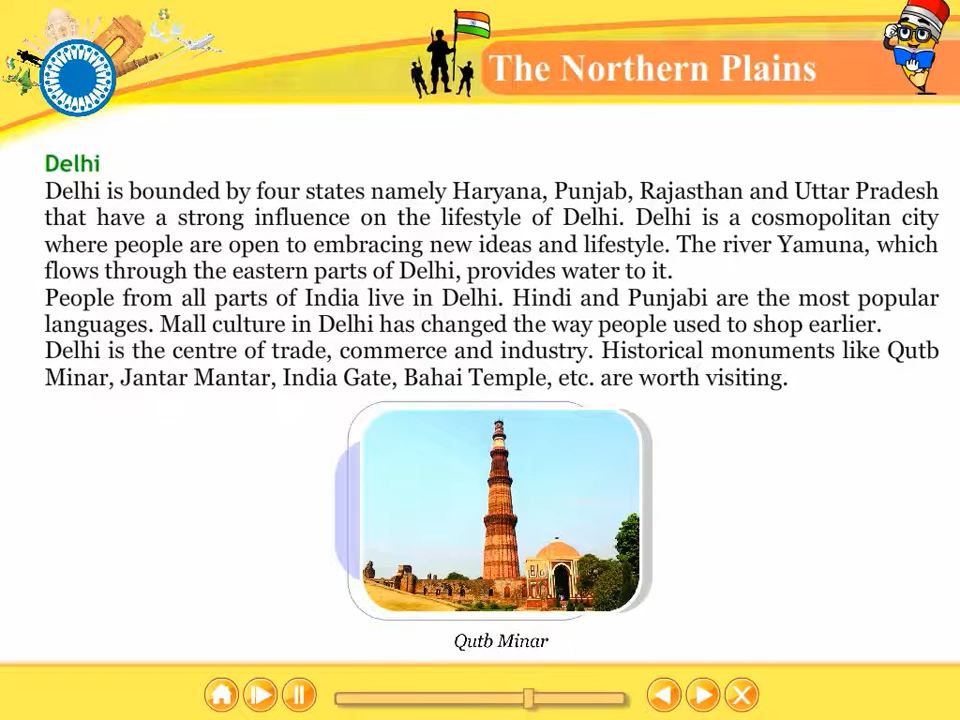 The Northern Plains
Delhi
Delhi is bounded by four states namely Haryana, Punjab, Rajasthan and Uttar Pradesh
that have a strong influence on the lifestyle of Delhi. Delhi is a cosmopolitan city
where people are open to embracing new ideas and lifestyle. The river Yamuna, which
flows through the eastern parts of Delhi, provides water to it.
People from all parts of India live in Delhi. Hindi and Punjabi are the most popular
languages. Mall culture in Delhi has changed the way people used to shop earlier.
Delhi is the centre of trade, commerce and industry. Historical monuments like Qutb
Minar, Jantar Mantar, India Gate, Bahai Temple, etc. are worth visiting.
Qutb Minar